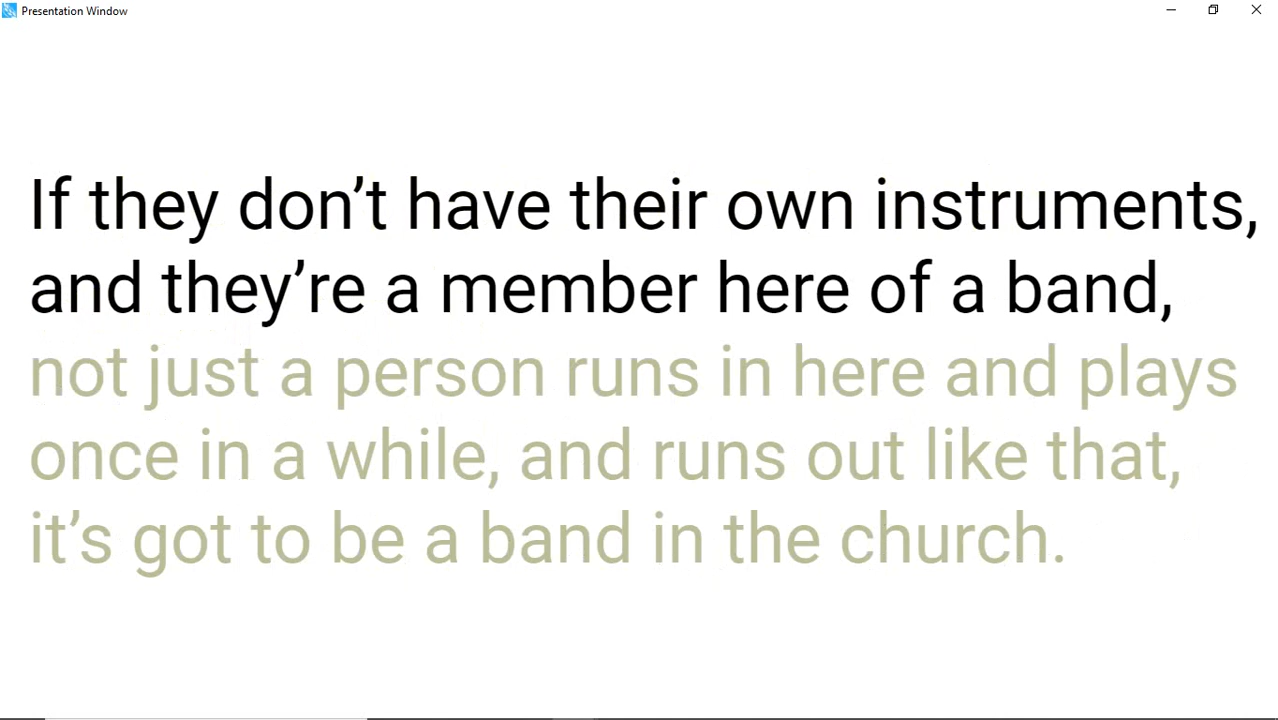 Presentation Window
If they don’t have their own instruments,
and they’re a member here of a band,
not just a person runs in here and plays
once in a while, and runs out like that,
it’s got to be a band in the church.